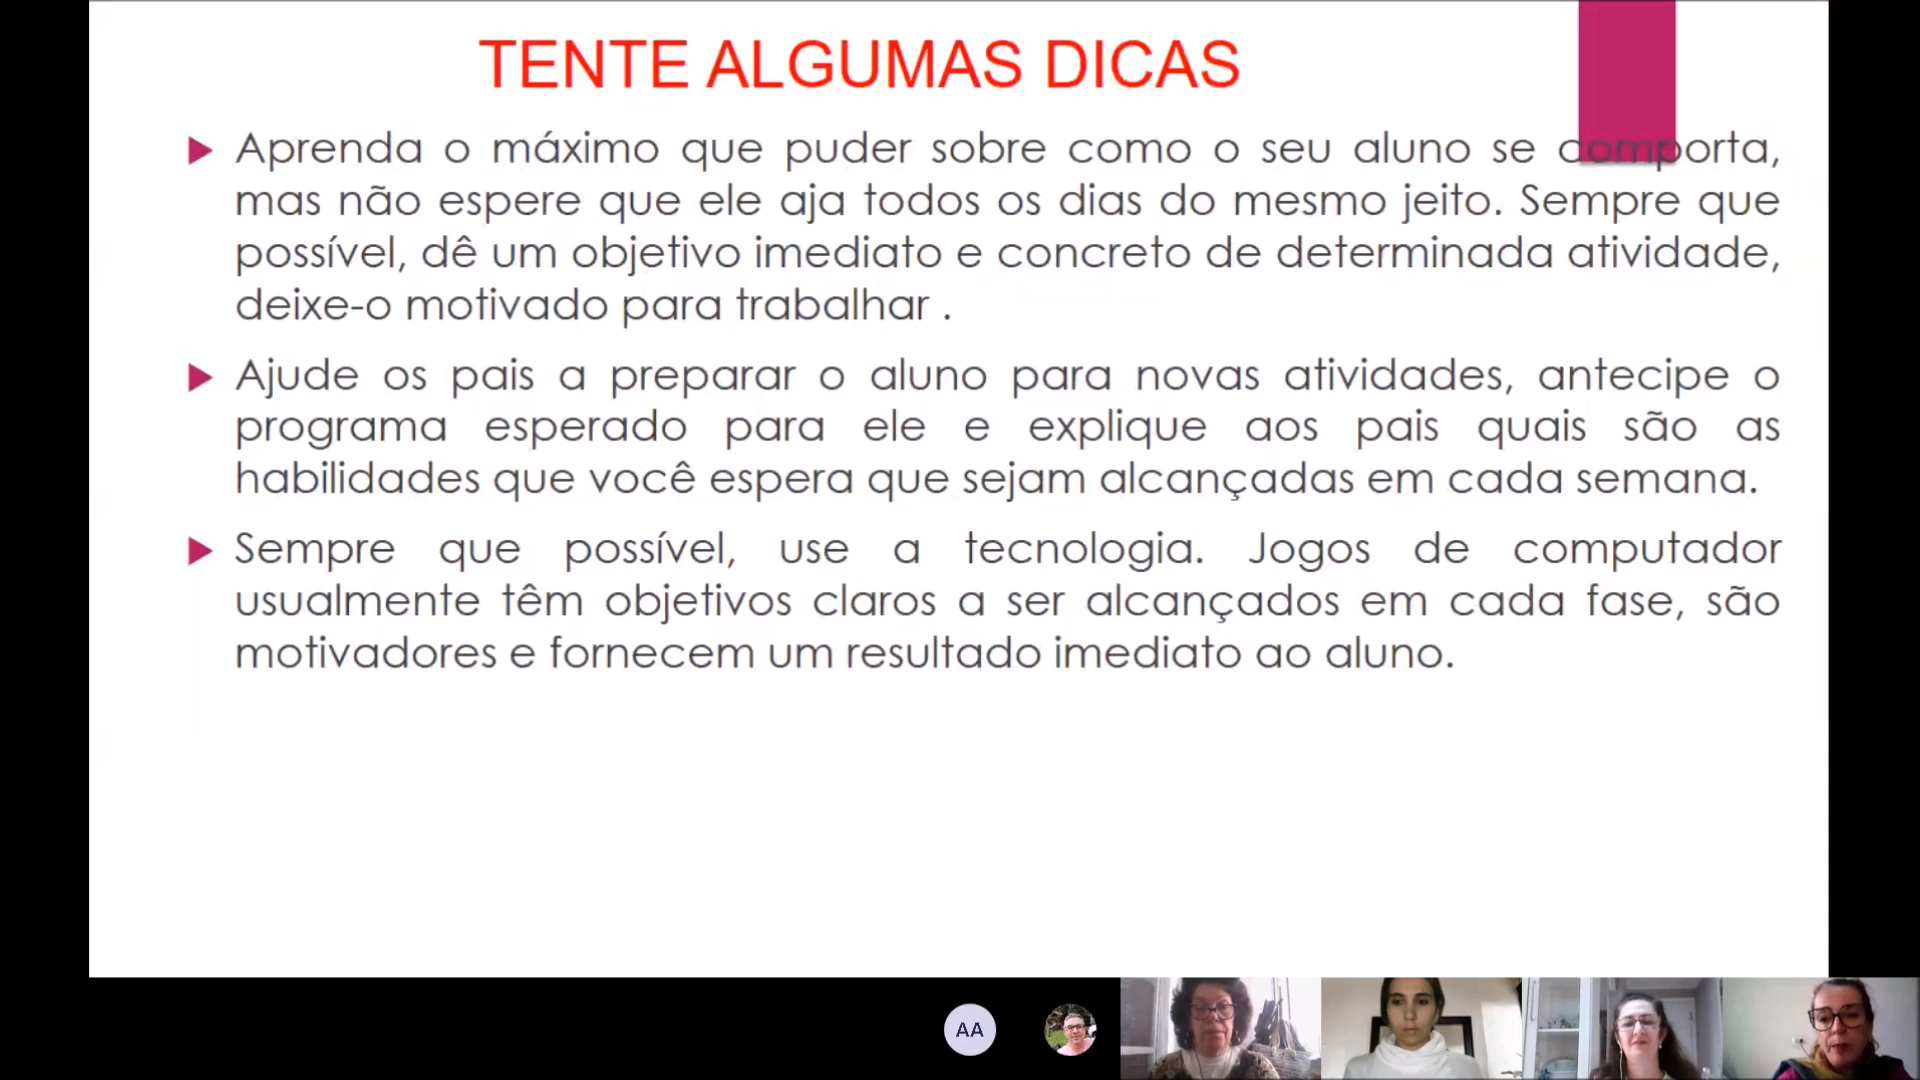 TENTE ALGUMAS DICAS
Aprenda o máximo que puder sobre como o seu aluno se comporta,
mas não espere que ele aja todos os dias do mesmo jeito. Sempre que
possível, dê um objetivo imediato e concreto de determinada atividade,
deixe-o motivado para trabalhar .
Ajude os pais a preparar o aluno para novas atividades, antecipe o
programa esperado para ele e explique aos pais quais são as
habilidades que você espera que sejam alcançadas em cada semana.
Sempre que possível, use a tecnologia. Jogos de computador
usualmente têm objetivos claros a ser alcançados em cada fase, são
motivadores e fornecem um resultado imediato ao aluno.
AA